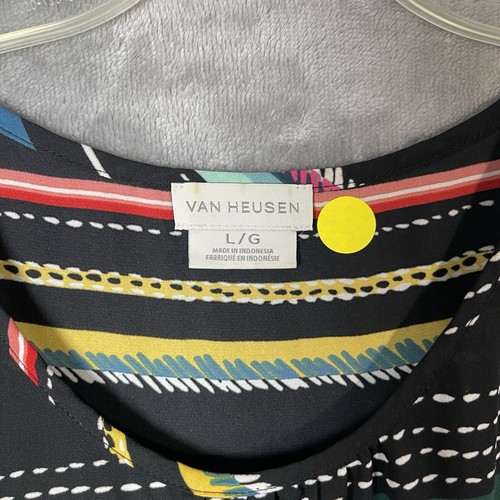 VAN HEUSEN
L/G
MADE IN INDONESIA
FABRIQUÉ EN INDONÉSIE